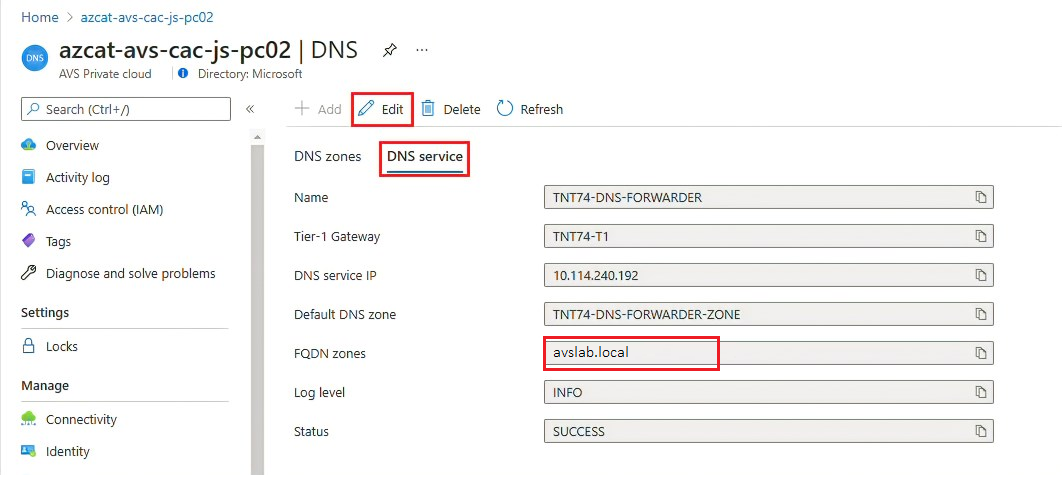 Home > azcat-avs-cac-js-pc02
DNS
azcat-avs-cac-js-pc02 | DNS ...
AVS Private cloud | i Directory: Microsoft
Search (Ctrl+/) «
Overview
Activity log
Access control (IAM)
Tags
Diagnose and solve problems
Settings
Locks
Manage
Connectivity
Identity
+ Add Edit Delete Refresh
DNS zones DNS service
Name TNT74-DNS-FORWARDER
Tier-1 Gateway TNT74-T1
DNS service IP 10.114.240.192
Default DNS zone TNT74-DNS-FORWARDER-ZONE
FQDN zones avslab.local
Log level INFO
Status SUCCESS